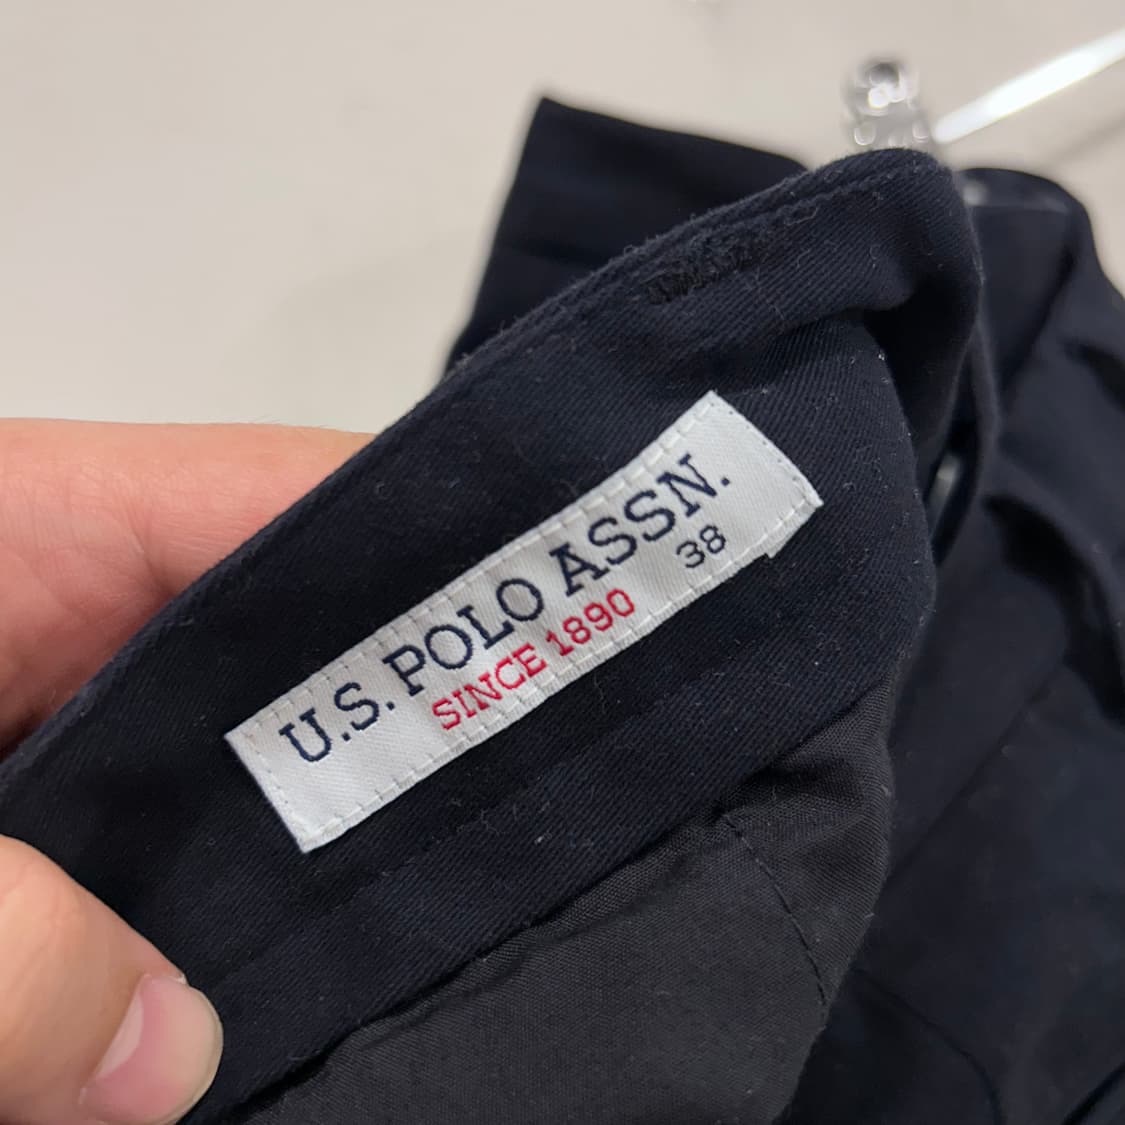 U.S. POLO ASSN.
SINCE 1890 38